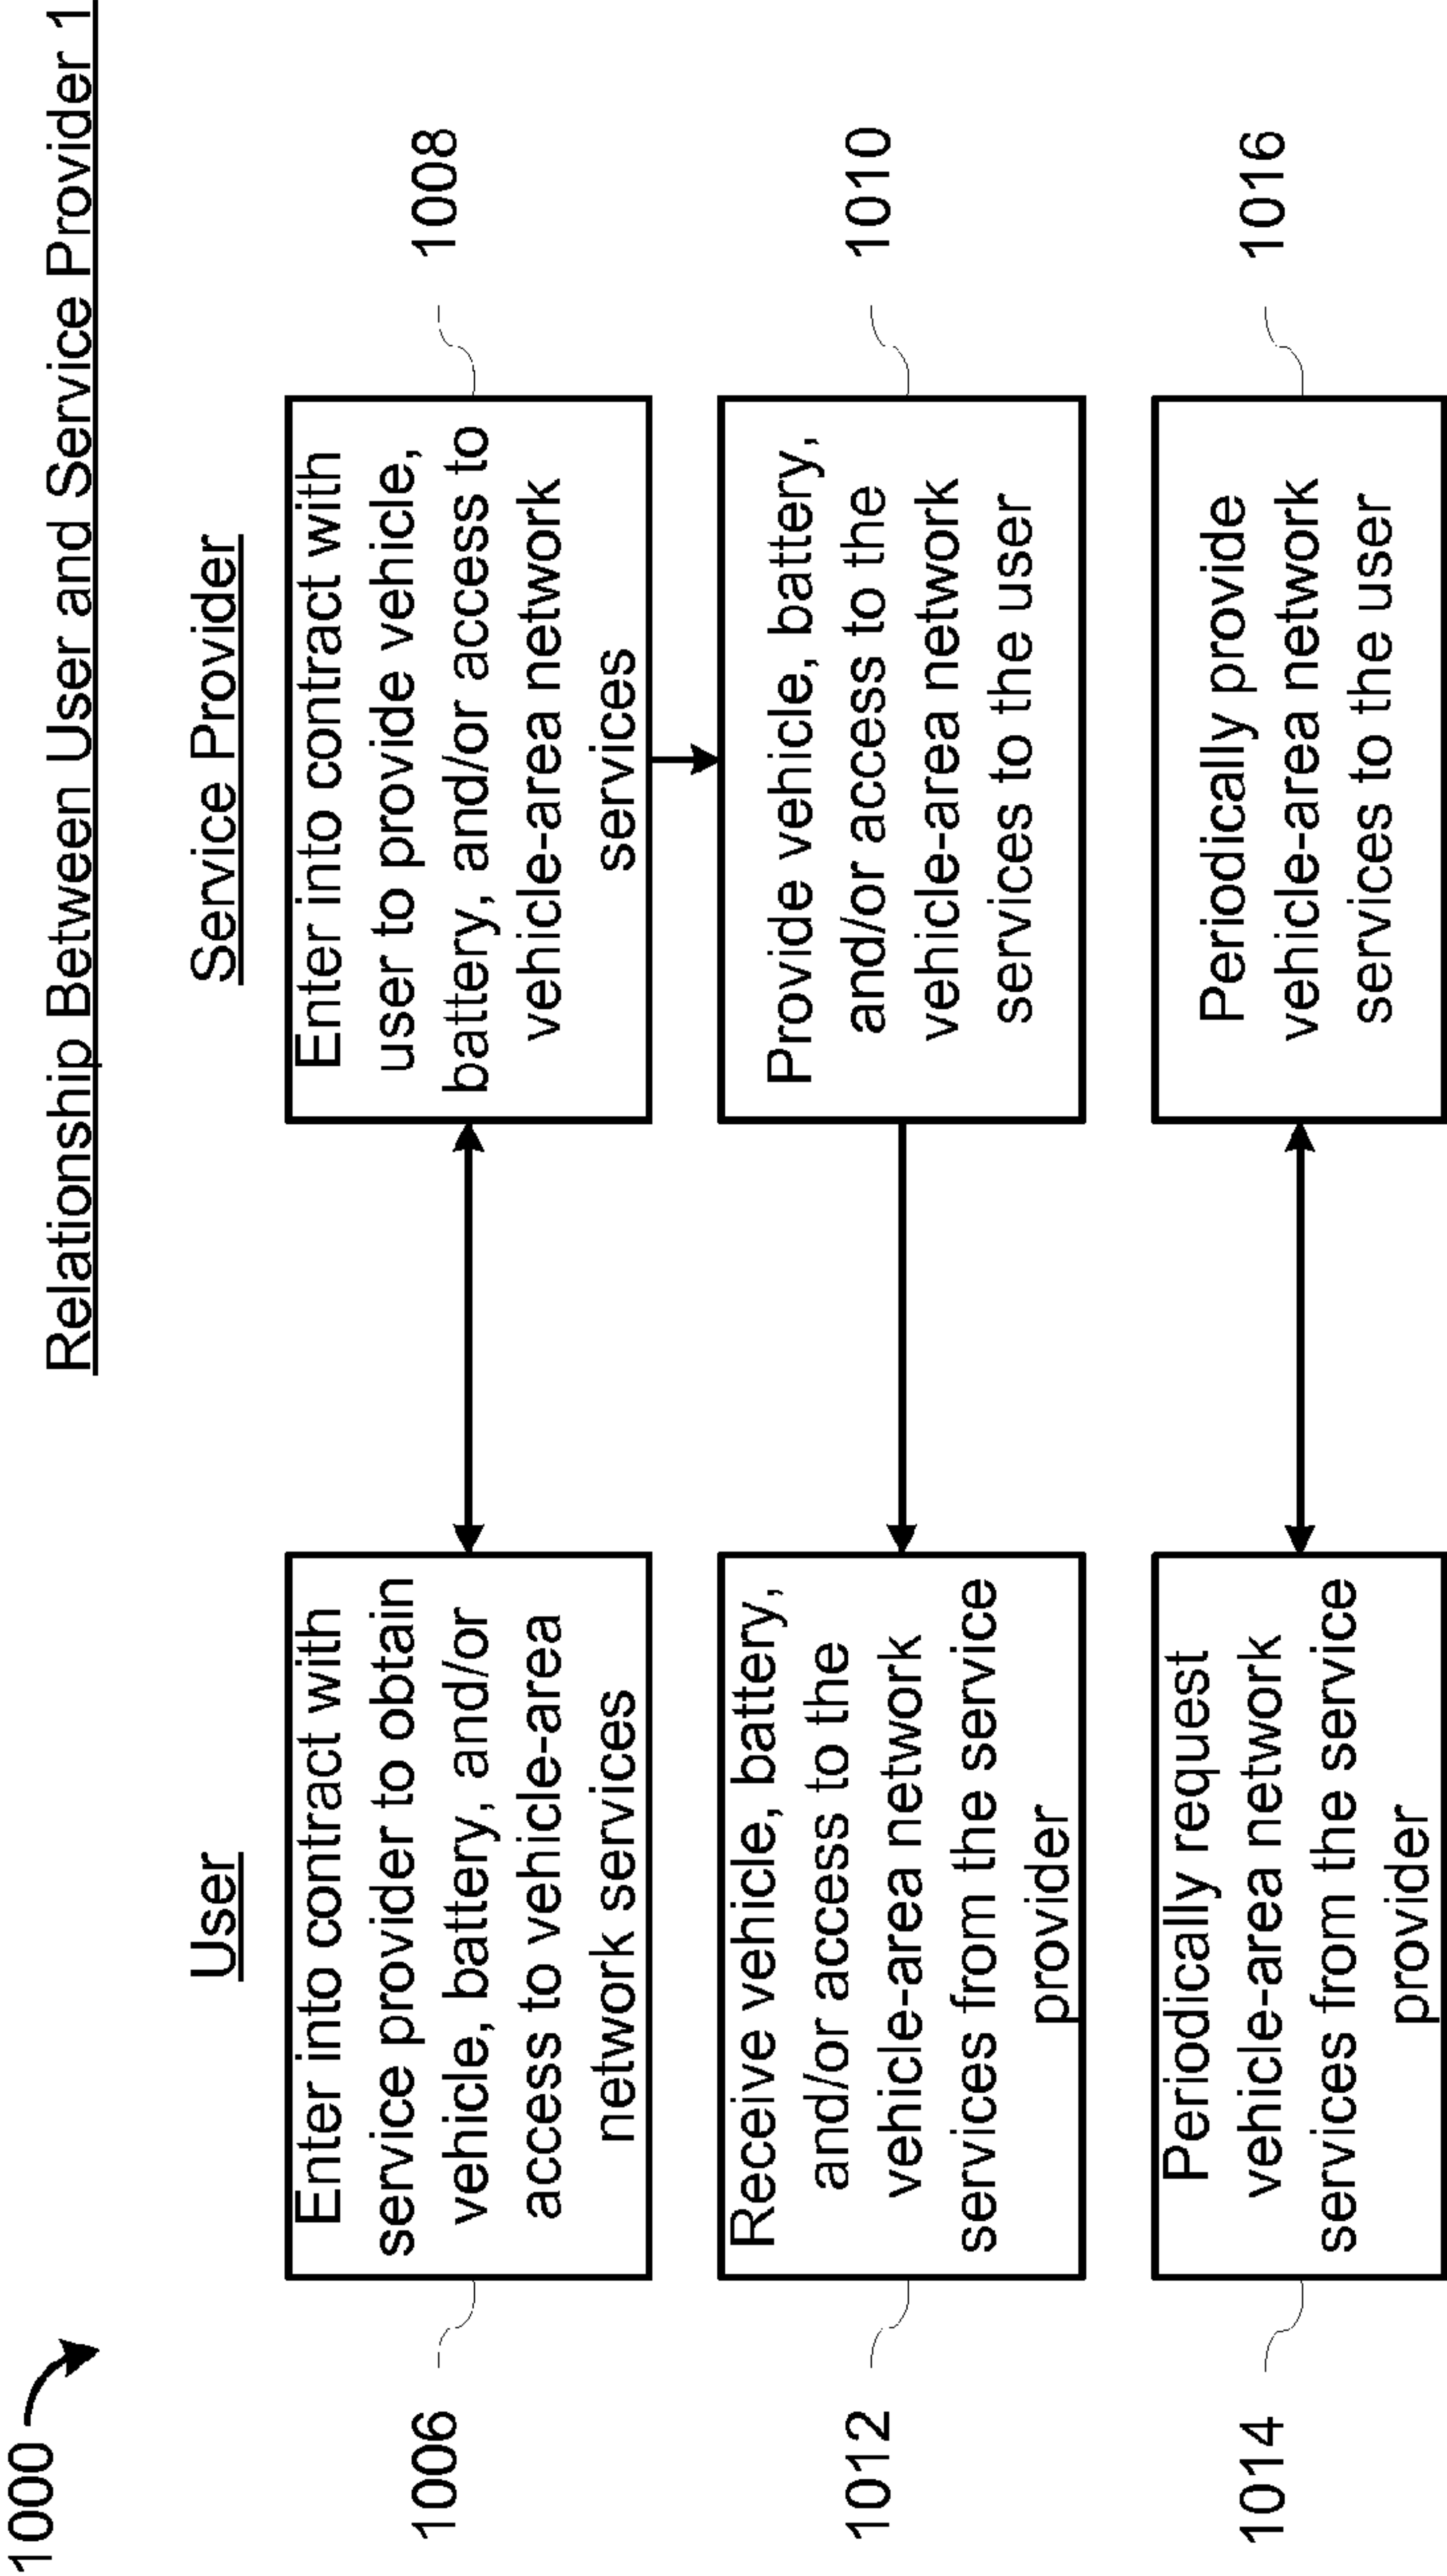 1000
Relationship Between User and Service Provider 1
User
Service Provider
1006
Enter into contract with
service provider to obtain
vehicle, battery, and/or
access to vehicle-area
network services
Enter into contract with
user to provide vehicle,
battery, and/or access to
vehicle-area network
services
1008
1012
Receive vehicle, battery,
and/or access to the
vehicle-area network
services from the service
provider
Provide vehicle, battery,
and/or access to the
vehicle-area network
services to the user
1010
1014
Periodically request
vehicle-area network
services from the service
provider
Periodically provide
vehicle-area network
services to the user
1016